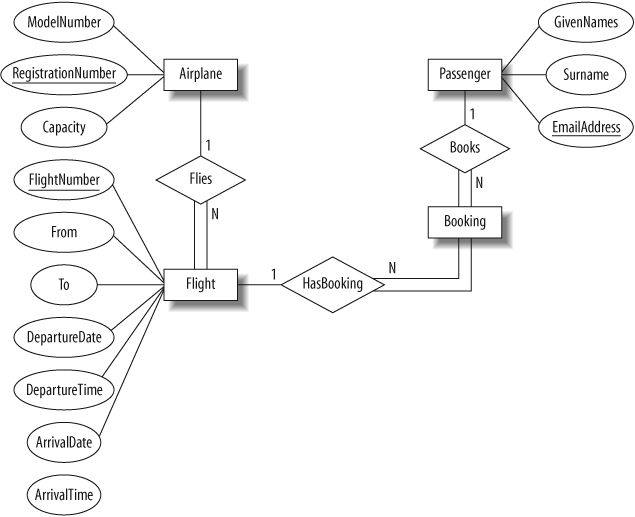 ModelNumber
GivenNames
RegistrationNumber
Airplane
Passenger
Surname
Capacity
1
1
EmailAddress
Books
FlightNumber
Flies
N
N
From
Booking
To
Flight
1
HasBooking
N
DepartureDate
DepartureTime
ArrivalDate
ArrivalTime